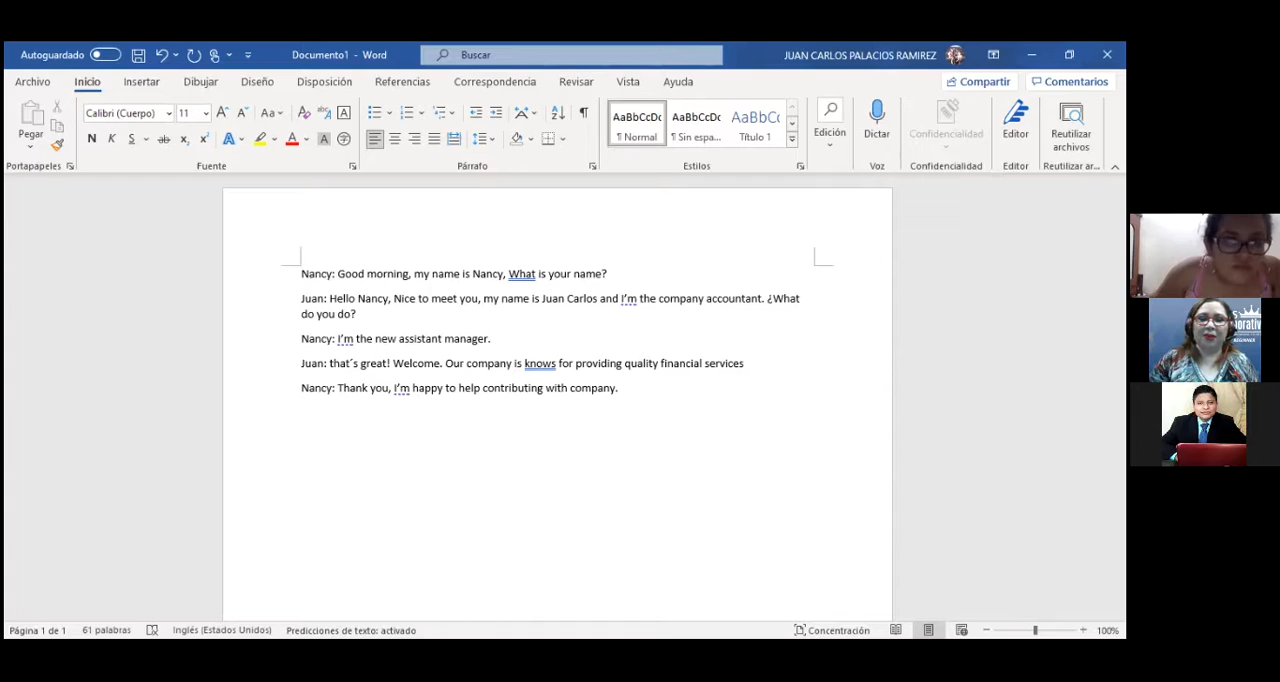 Autoguardado Documento1 - Word Buscar JUAN CARLOS PALACIOS RAMIREZ
Archivo Inicio Insertar Dibujar Diseño Disposición Referencias Correspondencia Revisar Vista Ayuda Compartir Comentarios
Calibri (Cuerpo) 11 Aa AaBbCcDc AaBbCcDc AaBbCc
Pegar N K S ab x₂ x² A A A ¶ Normal ¶ Sin espa... Título 1 Edición Dictar Confidencialidad Editor Reutilizar archivos
Portapapeles Fuente Párrafo Estilos Voz Confidencialidad Editor Reutilizar ar...
Nancy: Good morning, my name is Nancy, What is your name?
Juan: Hello Nancy, Nice to meet you, my name is Juan Carlos and I'm the company accountant. ¿What
do you do?
Nancy: I'm the new assistant manager.
Juan: that´s great! Welcome. Our company is knows for providing quality financial services
Nancy: Thank you, I'm happy to help contributing with company.
Página 1 de 1 61 palabras Inglés (Estados Unidos) Predicciones de texto: activado Concentración 100%
BEGINNER